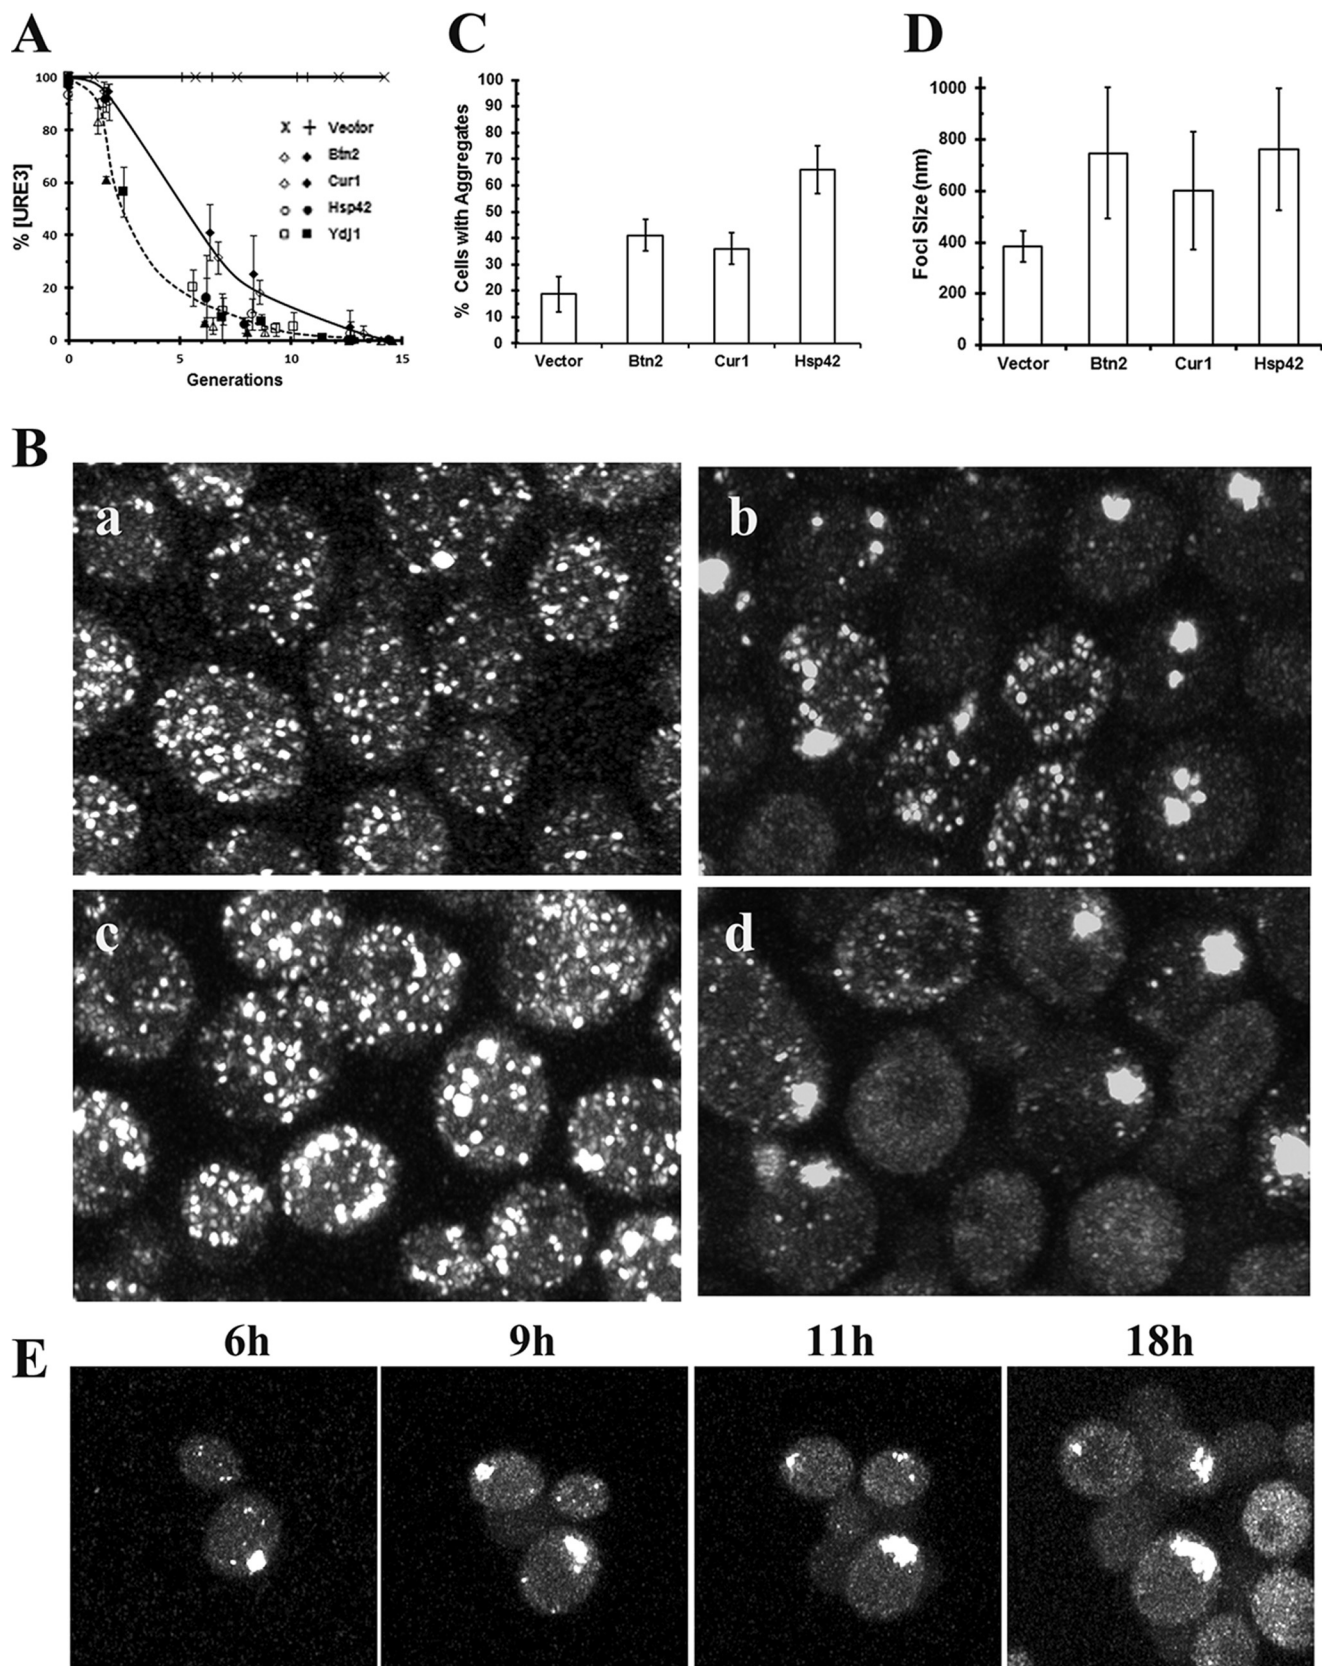 A
C
D
% [URE3]
100
80
60
40
20
0
0 5 10 15
Generations
Vector
Btn2
Cur1
Hsp42
Ydj1
% Cells with Aggregates
100
90
80
70
60
50
40
30
20
10
0
Vector Btn2 Cur1 Hsp42
Foci Size (nm)
1000
800
600
400
200
0
Vector Btn2 Cur1 Hsp42
B
a
b
c
d
E
6h 9h 11h 18h